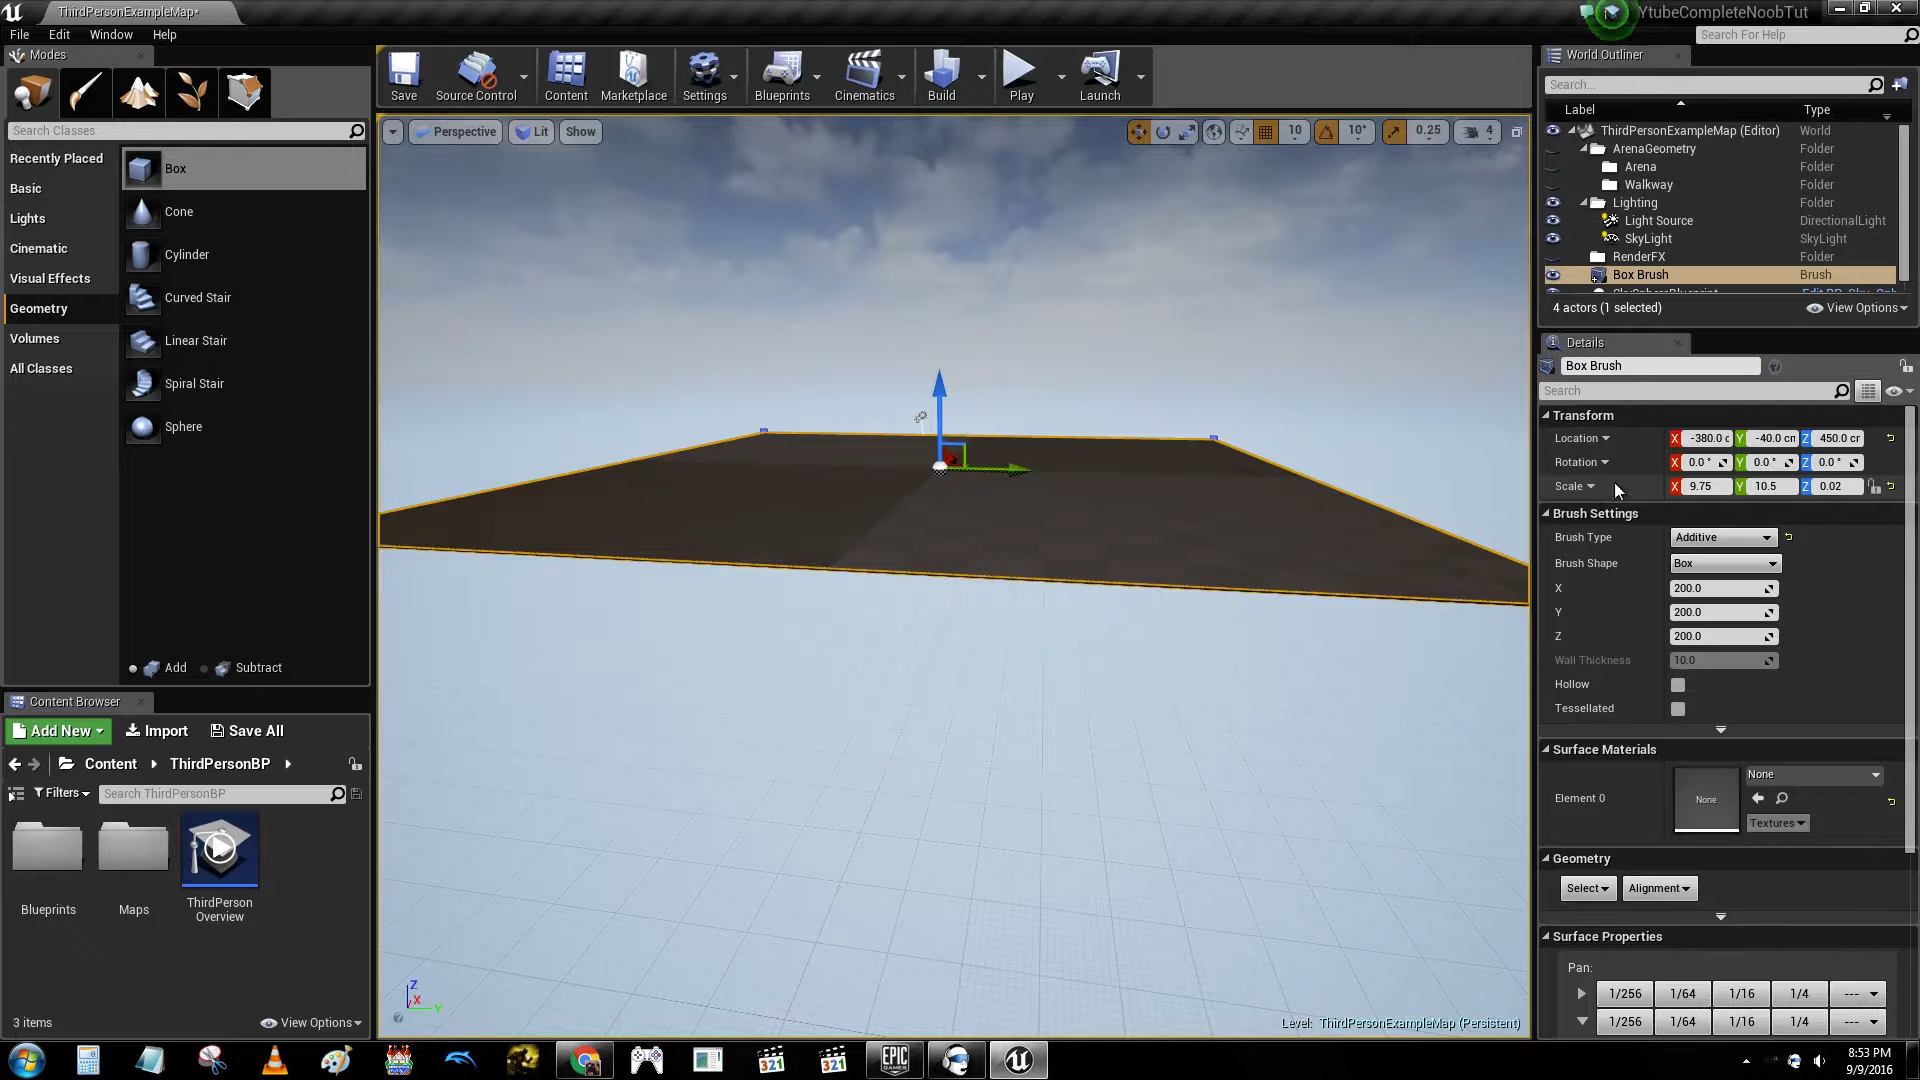 ThirdPersonExampleMap*
YtubeCompleteNoobTut
File Edit Window Help
Search For Help
Modes
Save
Source Control
Content
Marketplace
Settings
Blueprints
Cinematics
Build
Play
Launch
Search Classes
Recently Placed
Basic
Lights
Cinematic
Visual Effects
Geometry
Volumes
All Classes
Box
Cone
Cylinder
Curved Stair
Linear Stair
Spiral Stair
Sphere
Add Subtract
Perspective Lit Show
10 10° 0.25 4
World Outliner
Search...
Label Type
ThirdPersonExampleMap (Editor) World
ArenaGeometry Folder
Arena Folder
Walkway Folder
Lighting Folder
Light Source DirectionalLight
SkyLight SkyLight
RenderFX Folder
Box Brush Brush
4 actors (1 selected) View Options
Details
Box Brush
Search
Transform
Location X -380.0 c Y -40.0 cm Z 450.0 cr
Rotation X 0.0 ° Y 0.0 ° Z 0.0 °
Scale X 9.75 Y 10.5 Z 0.02
Brush Settings
Brush Type Additive
Brush Shape Box
X 200.0
Y 200.0
Z 200.0
Wall Thickness 10.0
Hollow
Tessellated
Surface Materials
Element 0 None None
Textures
Geometry
Select Alignment
Surface Properties
Pan:
1/256 1/64 1/16 1/4 ---
1/256 1/64 1/16 1/4 ---
Content Browser
Add New Import Save All
Content ThirdPersonBP
Filters Search ThirdPersonBP
Blueprints
Maps
ThirdPerson
Overview
3 items View Options
Z
X
Y
Level: ThirdPersonExampleMap (Persistent)
321
321
EPIC
GAMES
8:53 PM
9/9/2016